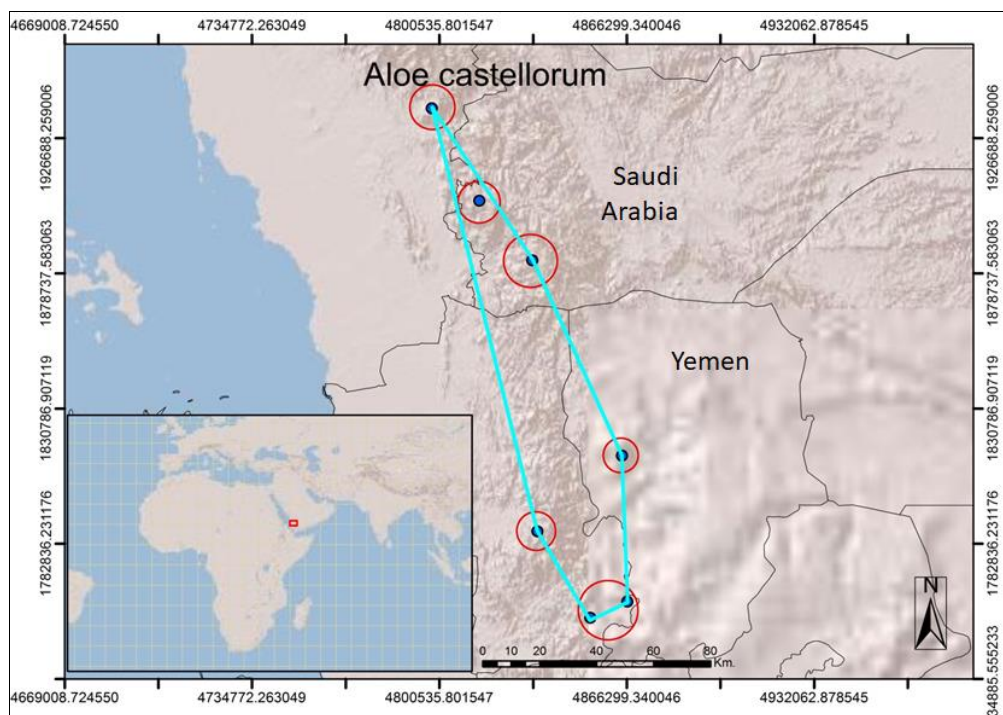 4669008.724550 4734772.263049 4800535.801547 4866299.340046 4932062.878545
Aloe castellorum
Saudi
Arabia
Yemen
N
0 10 20 40 60 80
Km.
1926688.259006 1926688.259006
1878737.583063 1878737.583063
1830786.907119 1830786.907119
1782836.231176 1782836.231176
34885.555233
4669008.724550 4734772.263049 4800535.801547 4866299.340046 4932062.878545